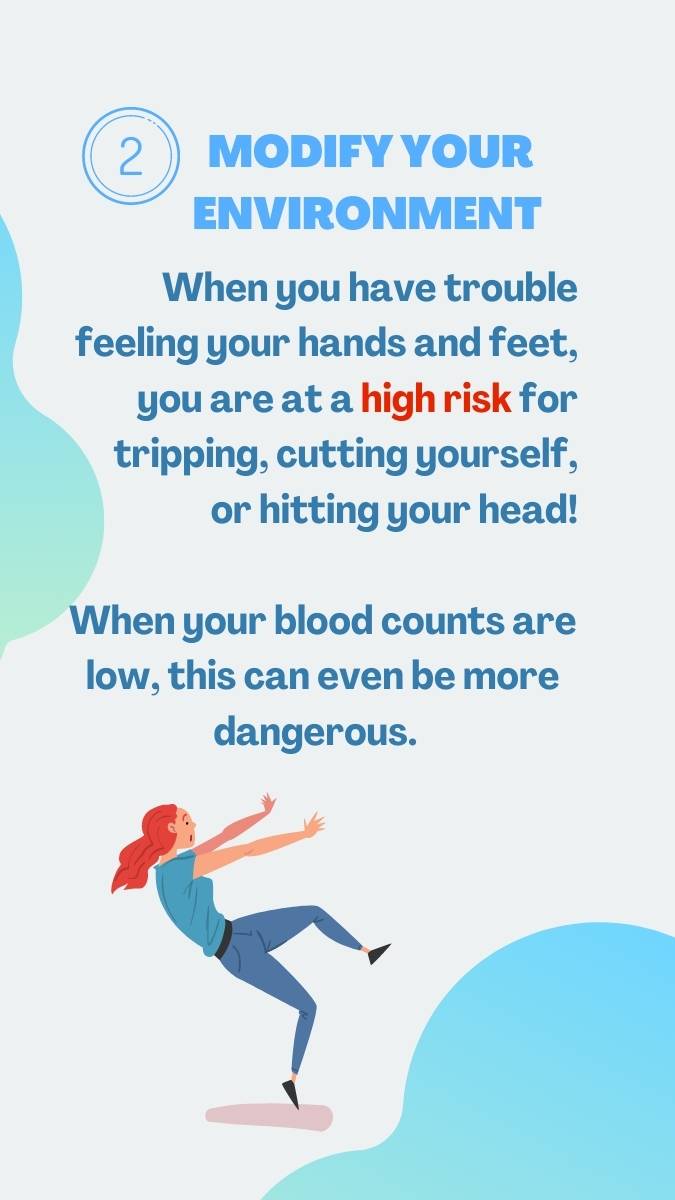 2
MODIFY YOUR
ENVIRONMENT
When you have trouble
feeling your hands and feet,
you are at a high risk for
tripping, cutting yourself,
or hitting your head!
When your blood counts are
low, this can even be more
dangerous.